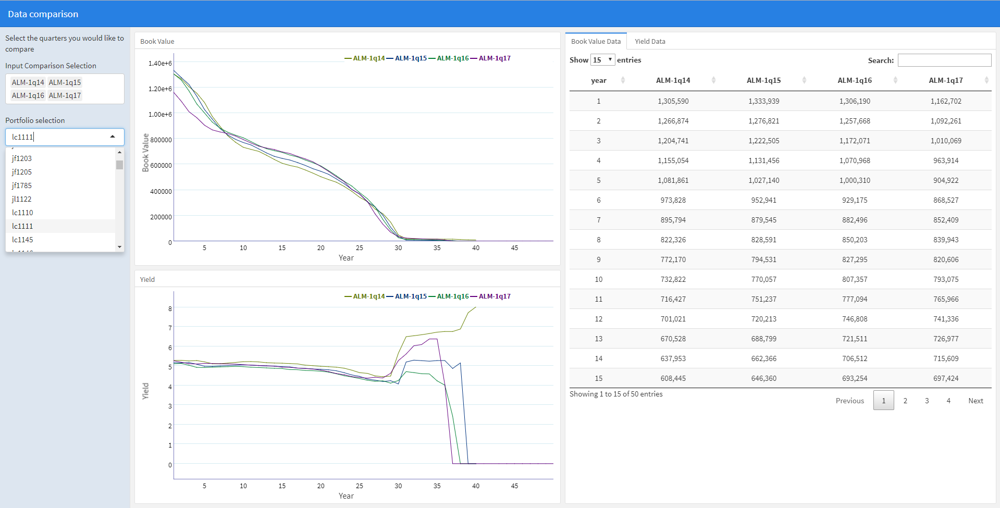 Data comparison
Select the quarters you would like to
compare
Input Comparison Selection
ALM-1q14 ALM-1q15
ALM-1q16 ALM-1q17
Portfolio selection
lc1111
jf1203
jf1205
jf1785
jl1122
lc1110
lc1111
lc1145
Book Value
ALM-1q14 ALM-1q15 ALM-1q16 ALM-1q17
1.40e+6
1.20e+6
1.00e+6
800000
600000
400000
200000
0
Book Value
5 10 15 20 25 30 35 40 45
Year
Yield
ALM-1q14 ALM-1q15 ALM-1q16 ALM-1q17
8
7
6
5
4
3
2
1
0
Yield
5 10 15 20 25 30 35 40 45
Year
Book Value Data Yield Data
Show 15 entries Search:
year ALM-1q14 ALM-1q15 ALM-1q16 ALM-1q17
1 1,305,590 1,333,939 1,306,190 1,162,702
2 1,266,874 1,276,821 1,257,668 1,092,261
3 1,204,741 1,222,505 1,172,071 1,010,069
4 1,155,054 1,131,456 1,070,968 963,914
5 1,081,861 1,027,140 1,000,310 904,922
6 973,828 952,941 929,175 868,527
7 895,794 879,545 882,496 852,409
8 822,326 828,591 850,203 839,943
9 772,170 794,531 827,295 820,606
10 732,822 770,057 807,357 793,075
11 716,427 751,237 777,094 765,966
12 701,021 720,213 746,808 741,336
13 670,528 688,799 721,511 726,977
14 637,953 662,366 706,512 715,609
15 608,445 646,360 693,254 697,424
Showing 1 to 15 of 50 entries
Previous 1 2 3 4 Next